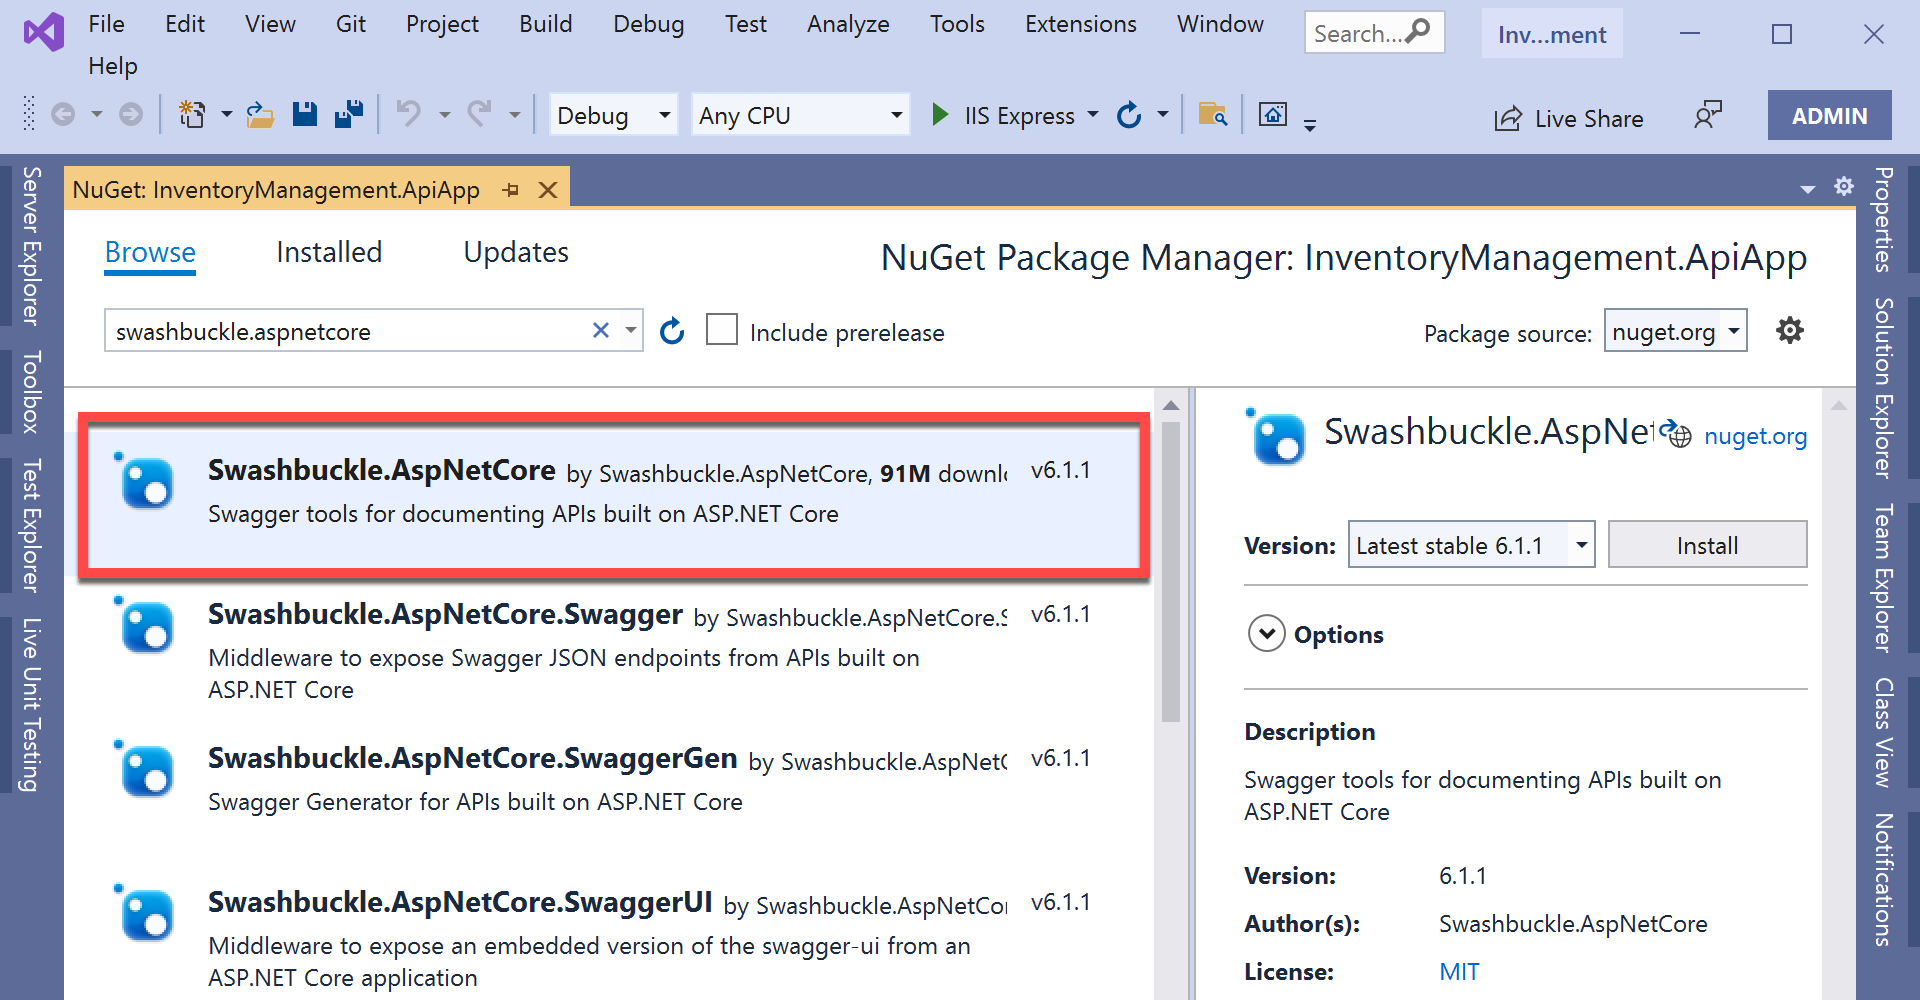 File Edit View Git Project Build Debug Test Analyze Tools Extensions Window Search... Inv...ment
Help
Debug Any CPU IIS Express Live Share ADMIN
Server Explorer
Toolbox
Test Explorer
Live Unit Testing
NuGet: InventoryManagement.ApiApp
Browse Installed Updates
NuGet Package Manager: InventoryManagement.ApiApp
swashbuckle.aspnetcore
Include prerelease
Package source: nuget.org
Swashbuckle.AspNetCore by Swashbuckle.AspNetCore, 91M downlo v6.1.1
Swagger tools for documenting APIs built on ASP.NET Core
Swashbuckle.AspNetCore.Swagger by Swashbuckle.AspNetCore.S v6.1.1
Middleware to expose Swagger JSON endpoints from APIs built on
ASP.NET Core
Swashbuckle.AspNetCore.SwaggerGen by Swashbuckle.AspNetC v6.1.1
Swagger Generator for APIs built on ASP.NET Core
Swashbuckle.AspNetCore.SwaggerUI by Swashbuckle.AspNetCor v6.1.1
Middleware to expose an embedded version of the swagger-ui from an
ASP.NET Core application
Swashbuckle.AspNet nuget.org
Version: Latest stable 6.1.1 Install
Options
Description
Swagger tools for documenting APIs built on
ASP.NET Core
Version: 6.1.1
Author(s): Swashbuckle.AspNetCore
License: MIT
Properties
Solution Explorer
Team Explorer
Class View
Notifications